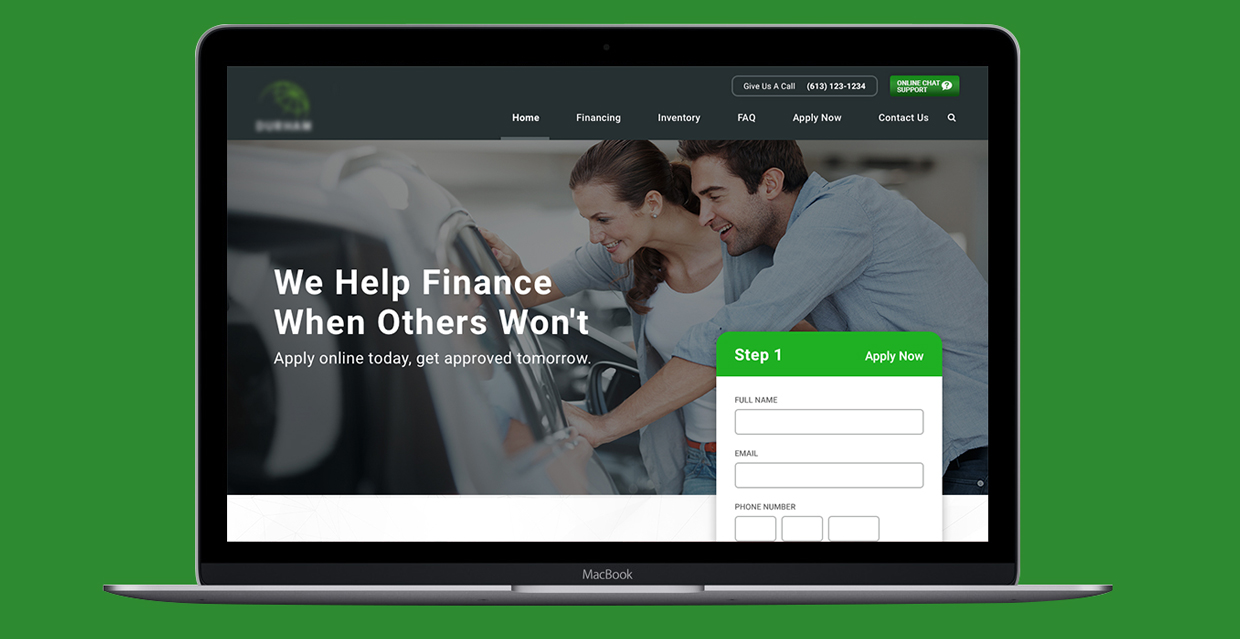 Give Us A Call (613) 123-1234
ONLINE CHAT
SUPPORT
DURHAM
Home Financing Inventory FAQ Apply Now Contact Us
We Help Finance
When Others Won't
Apply online today, get approved tomorrow.
Step 1 Apply Now
FULL NAME
EMAIL
PHONE NUMBER
MacBook